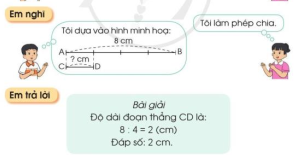 Em nghĩ
Tôi dựa vào hình minh hoạ:
8 cm
A B
? cm
C D
Tôi làm phép chia.
Em trả lời
Bài giải
Độ dài đoạn thẳng CD là:
8 : 4 = 2 (cm)
Đáp số: 2 cm.